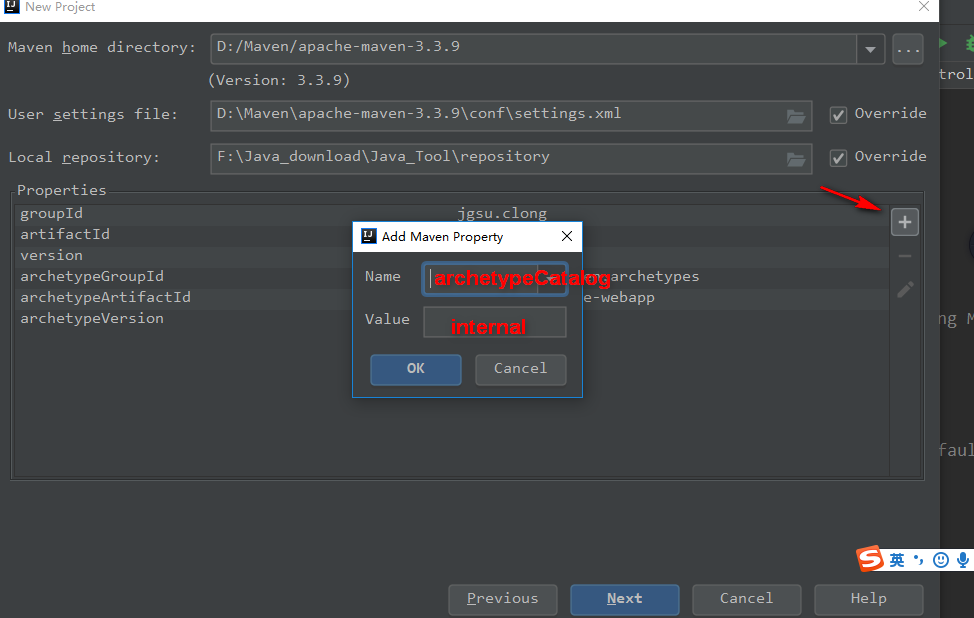 New Project
Maven home directory: D:/Maven/apache-maven-3.3.9 ...
(Version: 3.3.9)
User settings file: D:\Maven\apache-maven-3.3.9\conf\settings.xml Override
Local repository: F:\Java_download\Java_Tool\repository Override
Properties
groupId jgsu.clong
artifactId
version
archetypeGroupId .archetypes
archetypeArtifactId e-webapp
archetypeVersion
Add Maven Property
Name archetypeCatalog
Value internal
OK Cancel
trol
ng M
faul
英
Previous Next Cancel Help